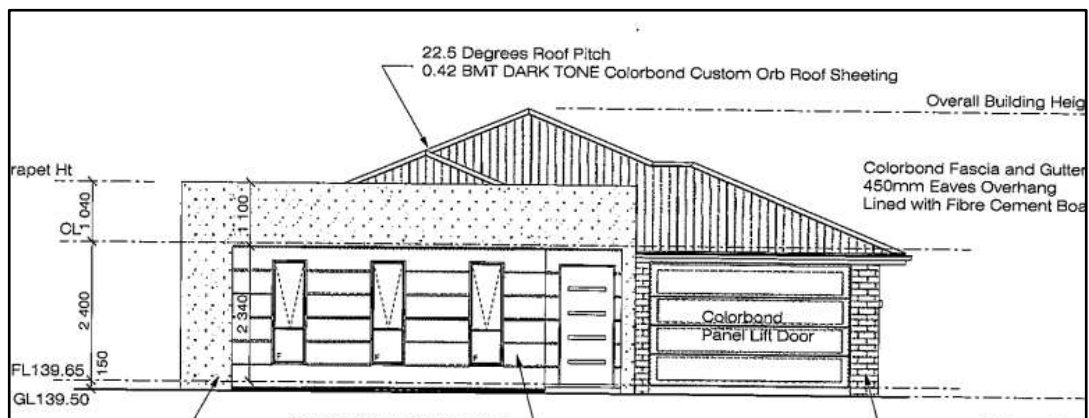 22.5 Degrees Roof Pitch
0.42 BMT DARK TONE Colorbond Custom Orb Roof Sheeting
Overall Building Heig
rapet Ht
Colorbond Fascia and Gutter
450mm Eaves Overhang
Lined with Fibre Cement Boa
1 040
1 100
CL
2 400
2 340
Colorbond
Panel Lift Door
F
F
FL139.65
150
GL139.50